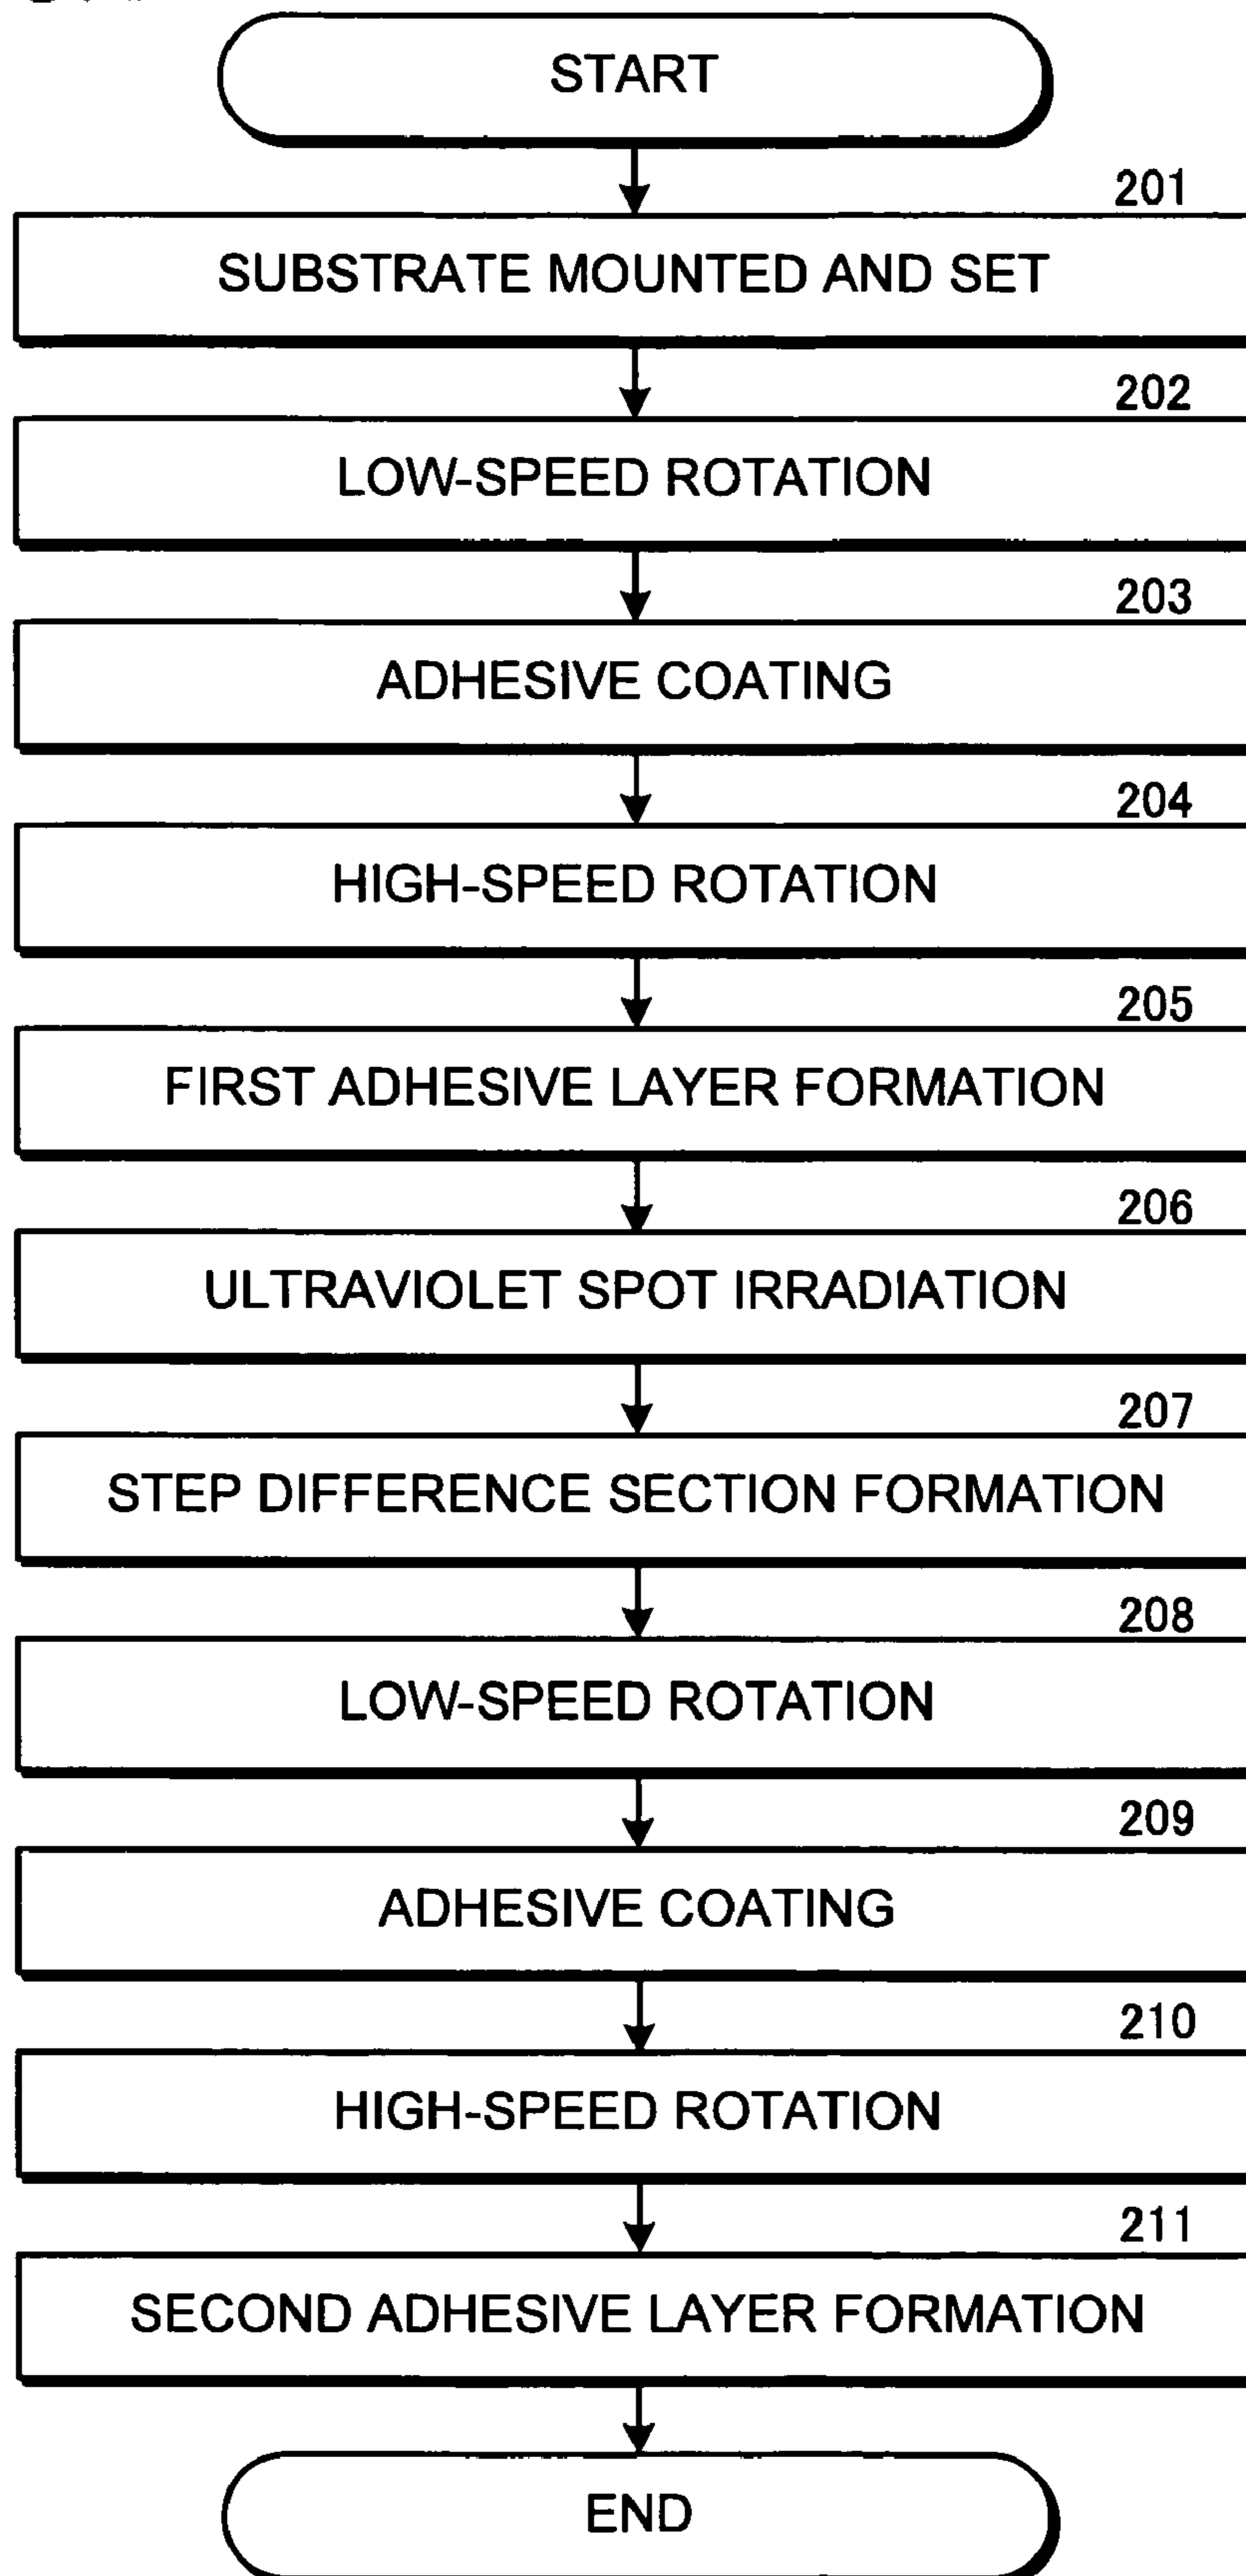 START
201
SUBSTRATE MOUNTED AND SET
202
LOW-SPEED ROTATION
203
ADHESIVE COATING
204
HIGH-SPEED ROTATION
205
FIRST ADHESIVE LAYER FORMATION
206
ULTRAVIOLET SPOT IRRADIATION
207
STEP DIFFERENCE SECTION FORMATION
208
LOW-SPEED ROTATION
209
ADHESIVE COATING
210
HIGH-SPEED ROTATION
211
SECOND ADHESIVE LAYER FORMATION
END